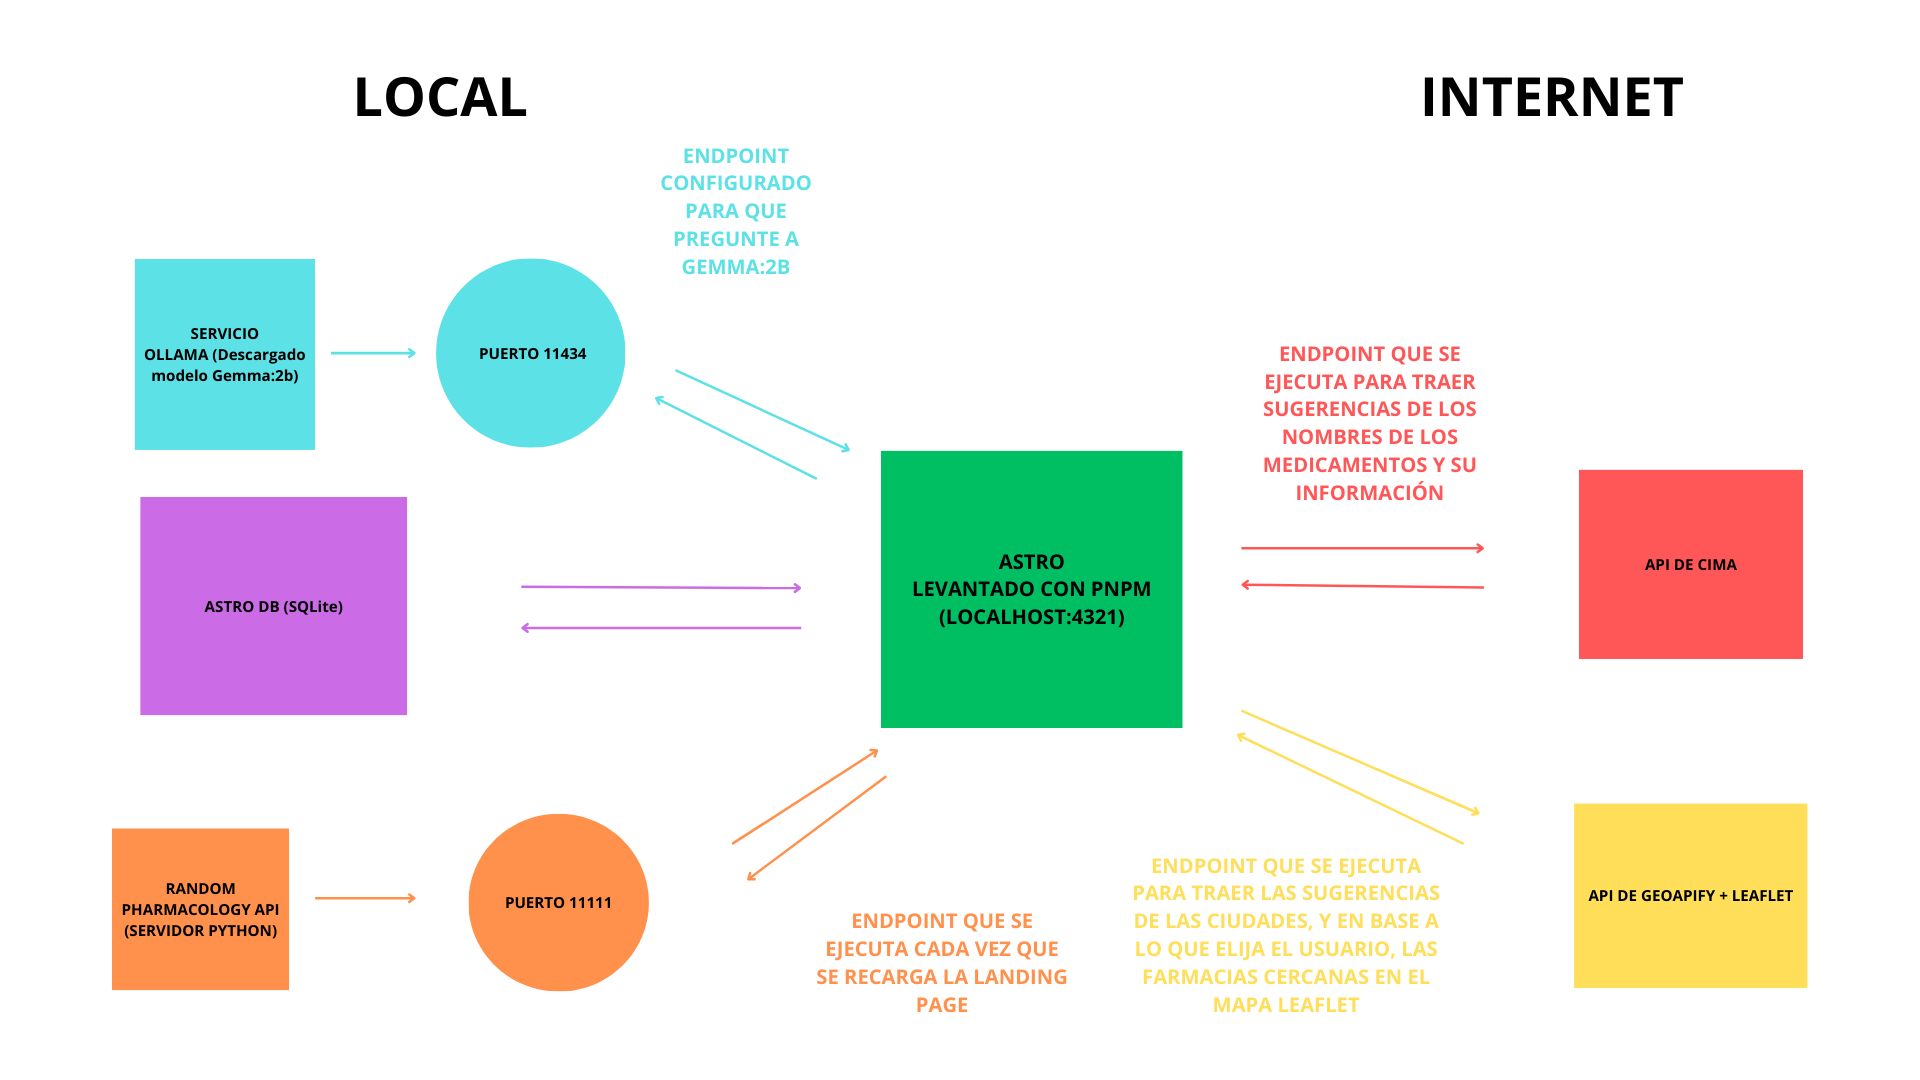 LOCAL
INTERNET
ENDPOINT
CONFIGURADO
PARA QUE
PREGUNTE A
GEMMA:2B
SERVICIO
OLLAMA (Descargado
modelo Gemma:2b)
PUERTO 11434
ASTRO DB (SQLite)
ASTRO
LEVANTADO CON PNPM
(LOCALHOST:4321)
ENDPOINT QUE SE
EJECUTA PARA TRAER
SUGERENCIAS DE LOS
NOMBRES DE LOS
MEDICAMENTOS Y SU
INFORMACIÓN
API DE CIMA
RANDOM
PHARMACOLOGY API
(SERVIDOR PYTHON)
PUERTO 11111
ENDPOINT QUE SE
EJECUTA CADA VEZ QUE
SE RECARGA LA LANDING
PAGE
ENDPOINT QUE SE EJECUTA
PARA TRAER LAS SUGERENCIAS
DE LAS CIUDADES, Y EN BASE A
LO QUE ELIJA EL USUARIO, LAS
FARMACIAS CERCANAS EN EL
MAPA LEAFLET
API DE GEOAPIFY + LEAFLET